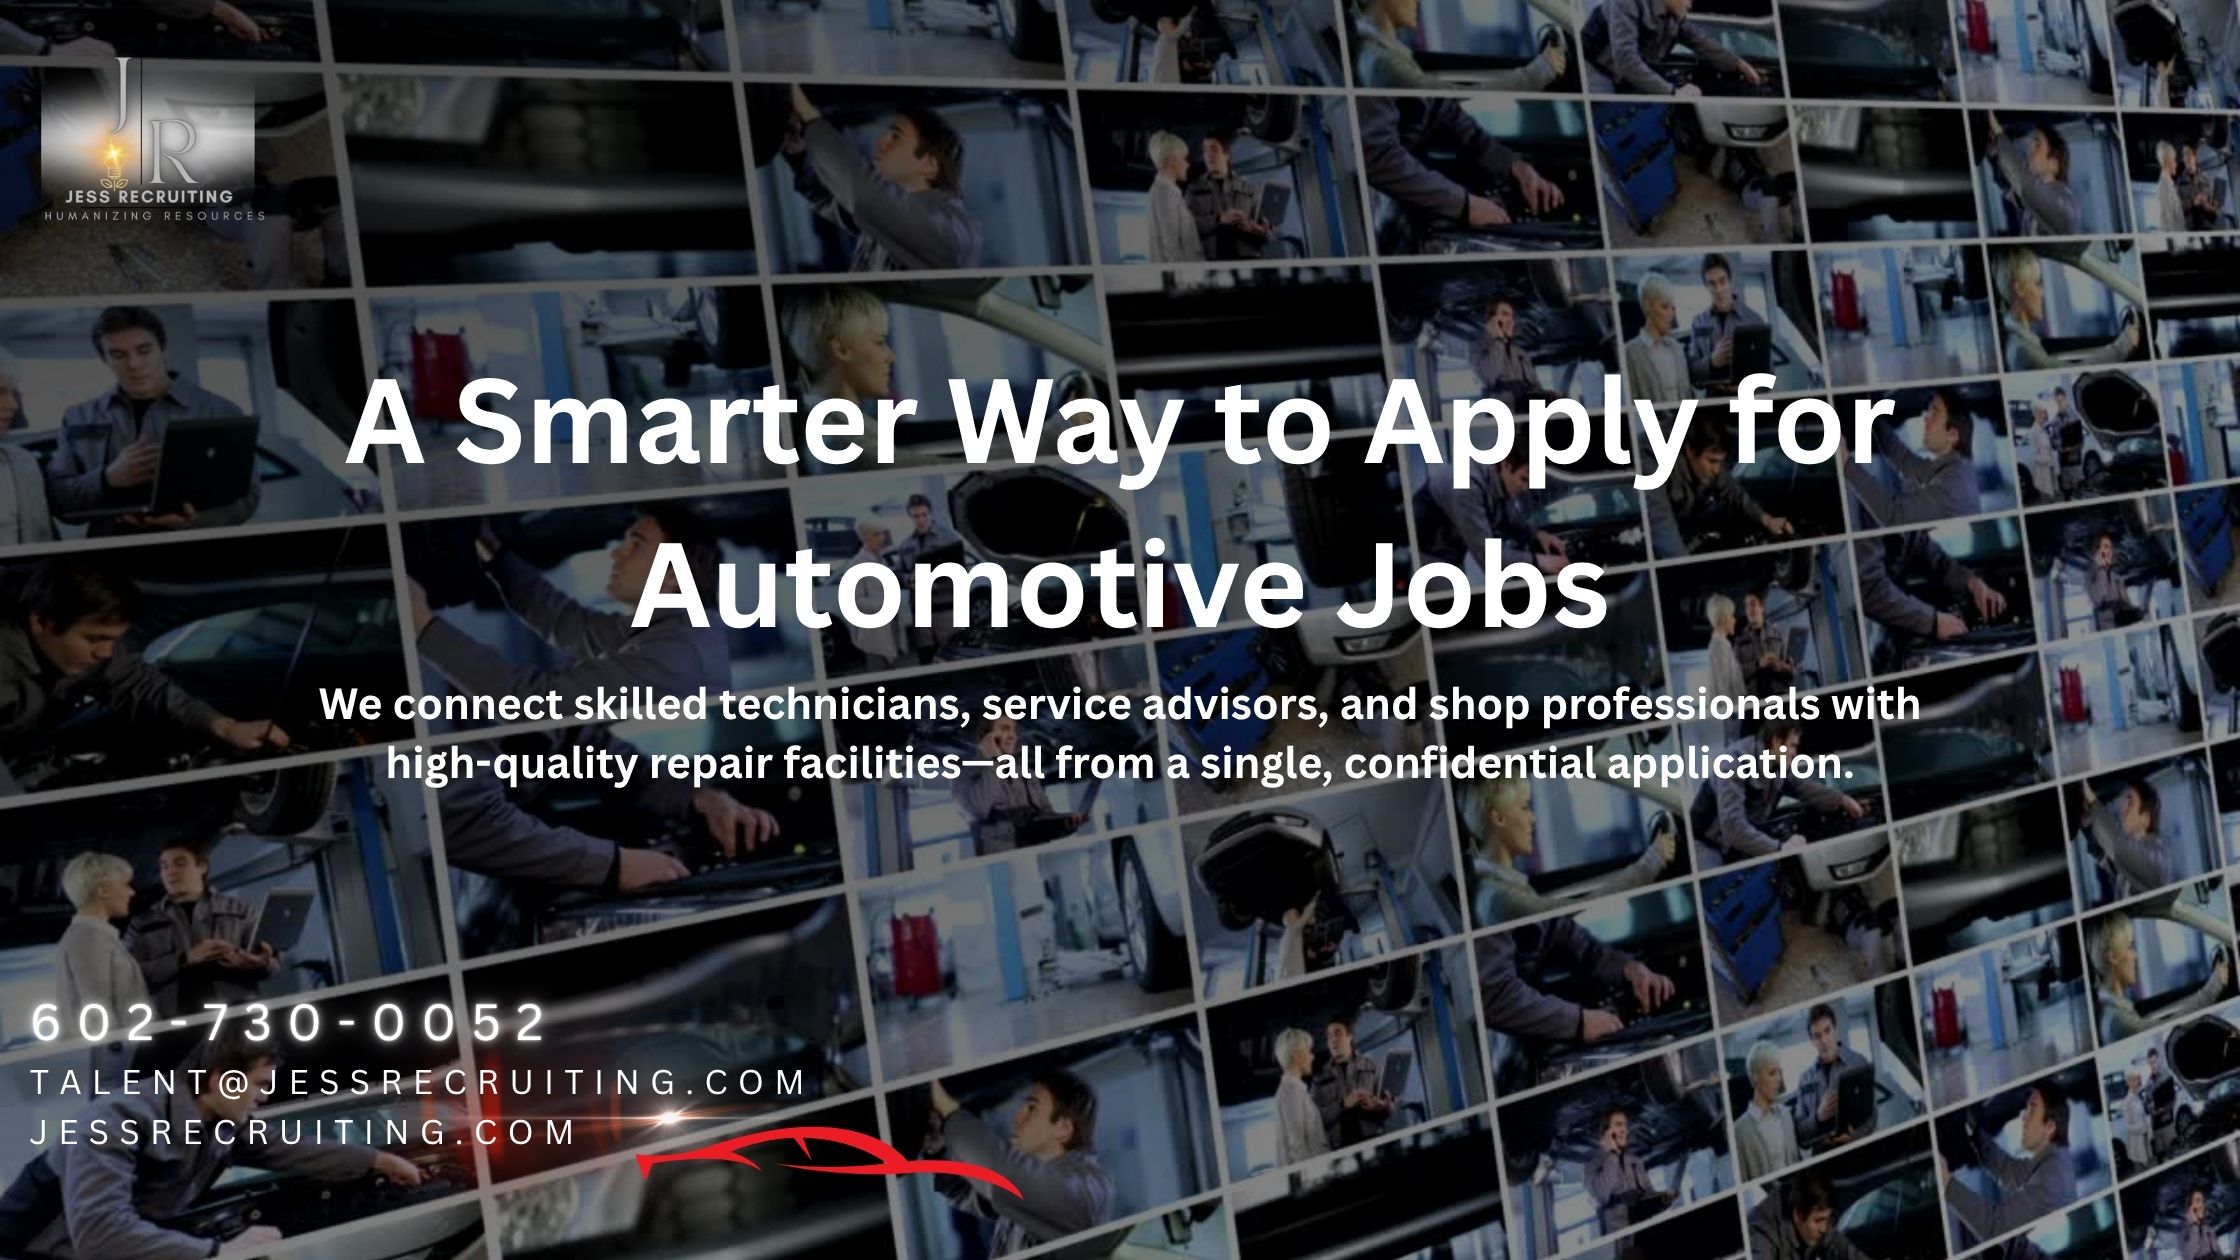 J
R
JESS RECRUITING
HUMANIZING RESOURCES
A Smarter Way to Apply for
Automotive Jobs
We connect skilled technicians, service advisors, and shop professionals with
high-quality repair facilities—all from a single, confidential application.
602-730-0052
TALENT@JESSRECRUITING.COM
JESSRECRUITING.COM